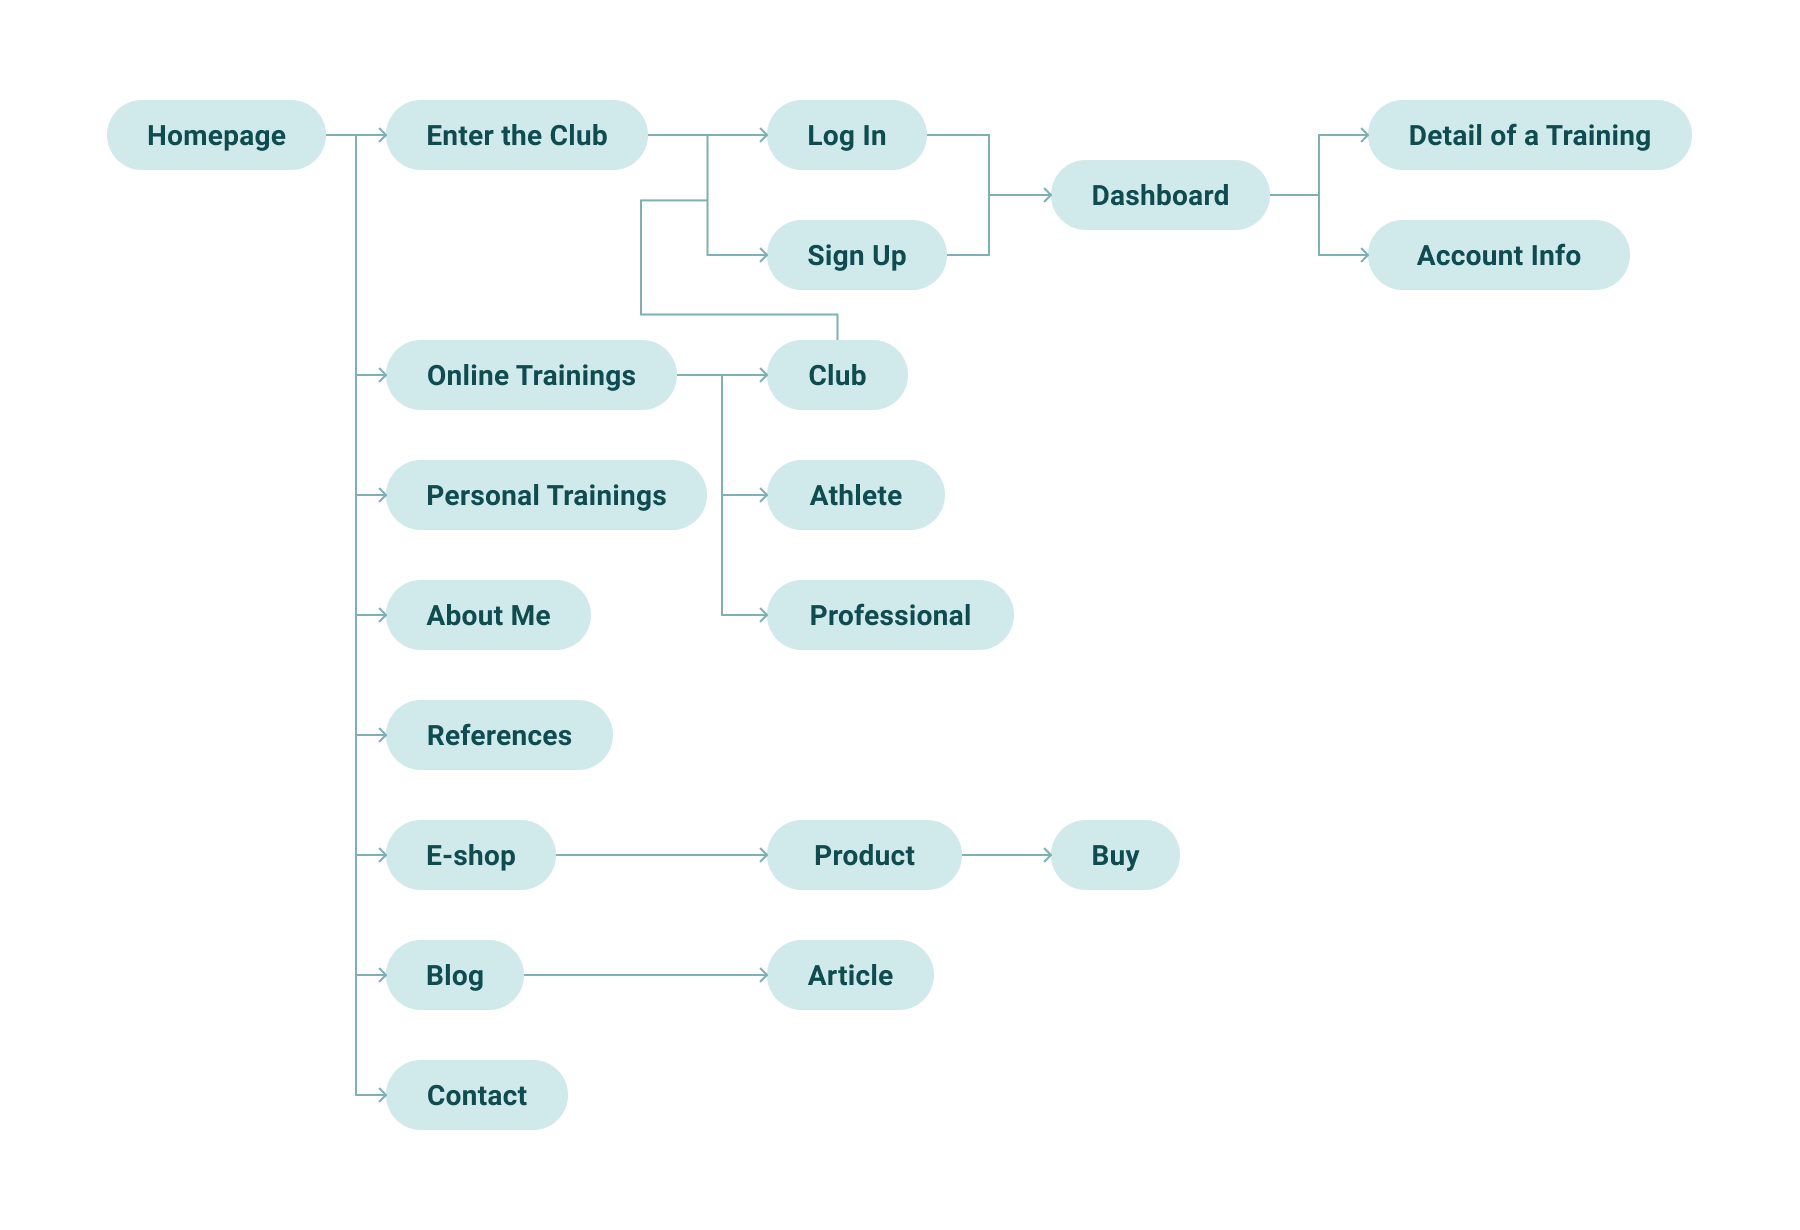 Homepage
Enter the Club
Log In
Detail of a Training
Dashboard
Sign Up
Account Info
Online Trainings
Club
Personal Trainings
Athlete
About Me
Professional
References
E-shop
Product
Buy
Blog
Article
Contact